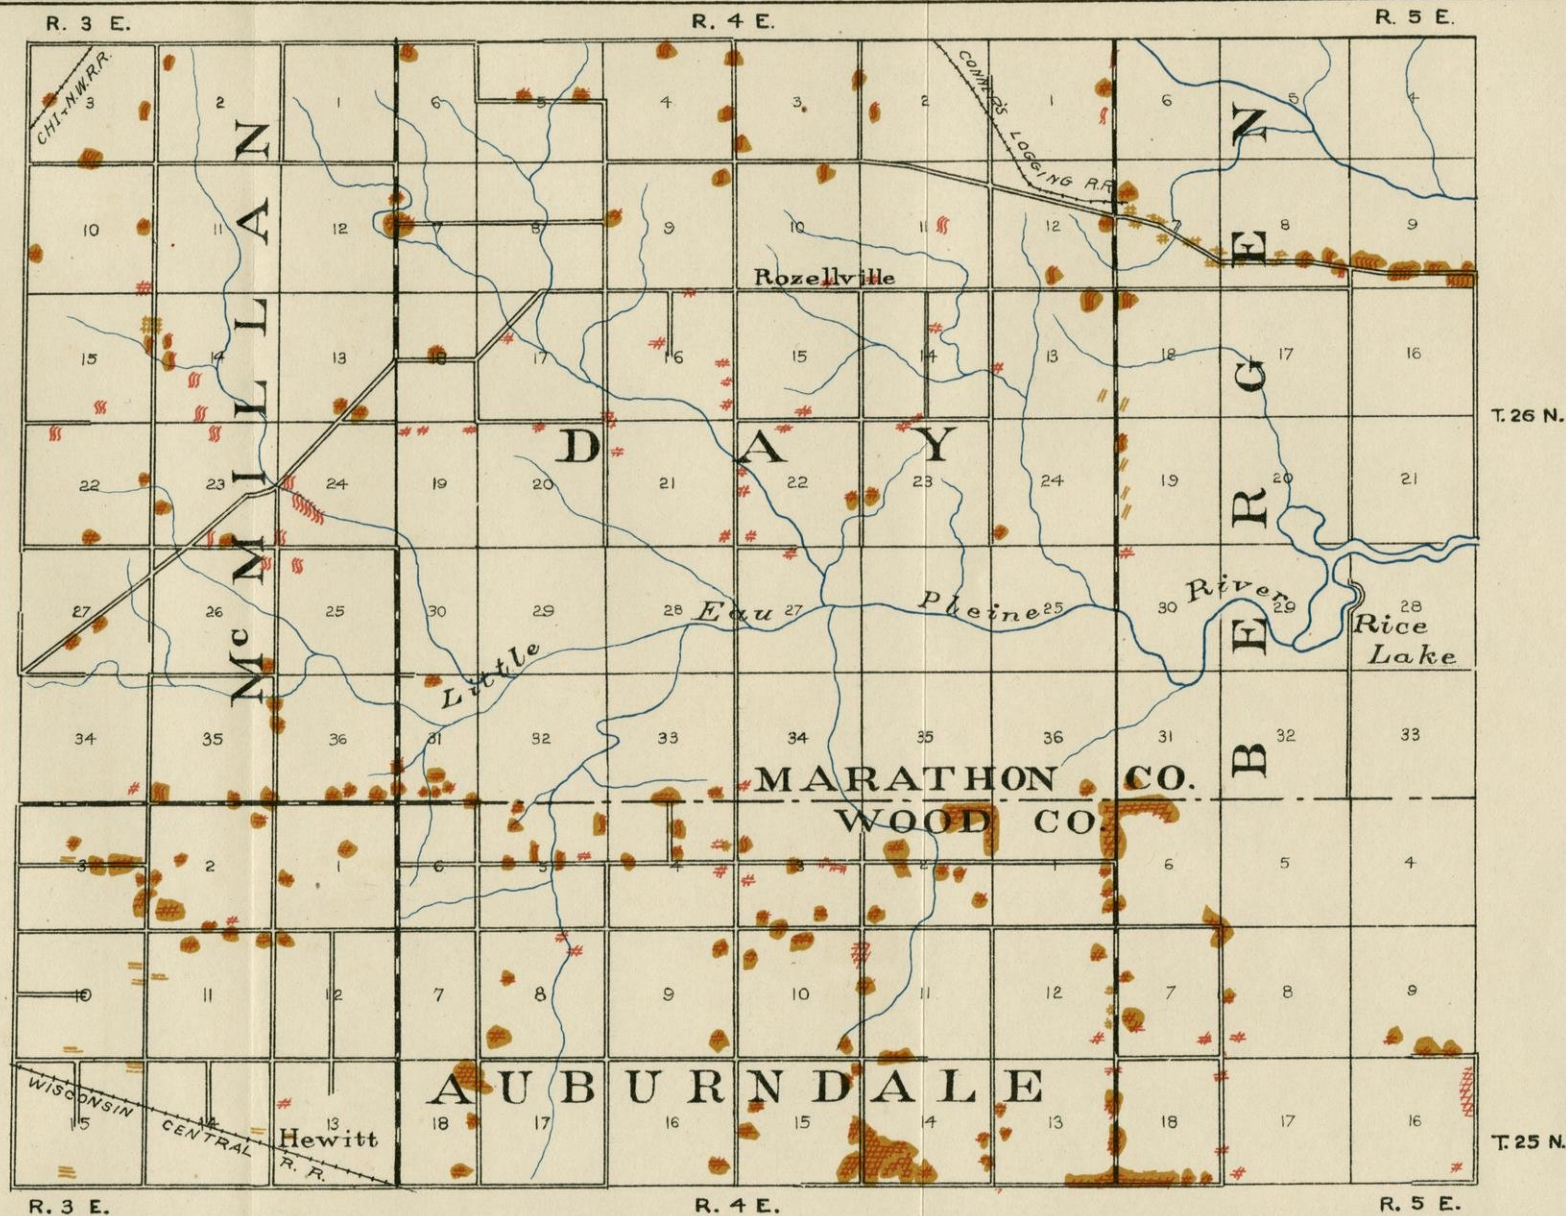 R. 3 E. R. 4 E. R. 5 E.
CHI. & N.W. R.R.
CONNER'S LOGGING R.R.
3 2 1 6 5 4 3 2 1 6 5 4
10 11 12 7 8 9 10 11 12 7 8 9
Rozellville
15 14 13 18 17 16 15 14 13 18 17 16
T. 26 N.
McMILLAN
DAY
BERGEN
22 23 24 19 20 21 22 23 24 19 20 21
27 26 25 30 29 28 27 25 30 29 28
Little Eau Pleine River
Rice
Lake
34 35 36 31 32 33 34 35 36 31 32 33
MARATHON CO.
WOOD CO.
3 2 1 6 5 4 3 2 1 6 5 4
10 11 12 7 8 9 10 11 12 7 8 9
AUBURNDALE
WISCONSIN CENTRAL R. R.
Hewitt
15 14 13 18 17 16 15 14 13 18 17 16
T. 25 N.
R. 3 E. R. 4 E. R. 5 E.